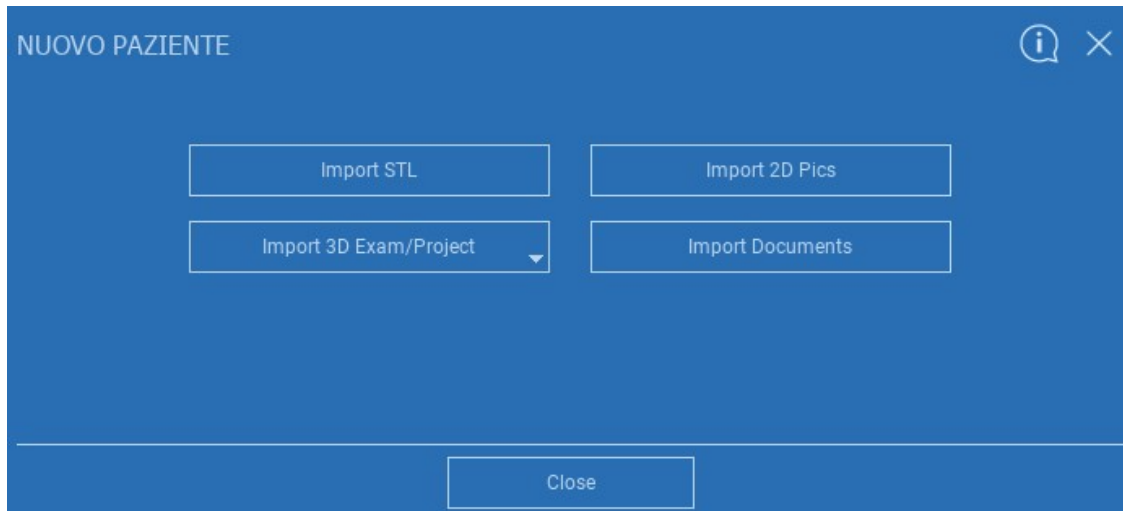 NUOVO PAZIENTE
Import STL
Import 2D Pics
Import 3D Exam/Project
Import Documents
Close